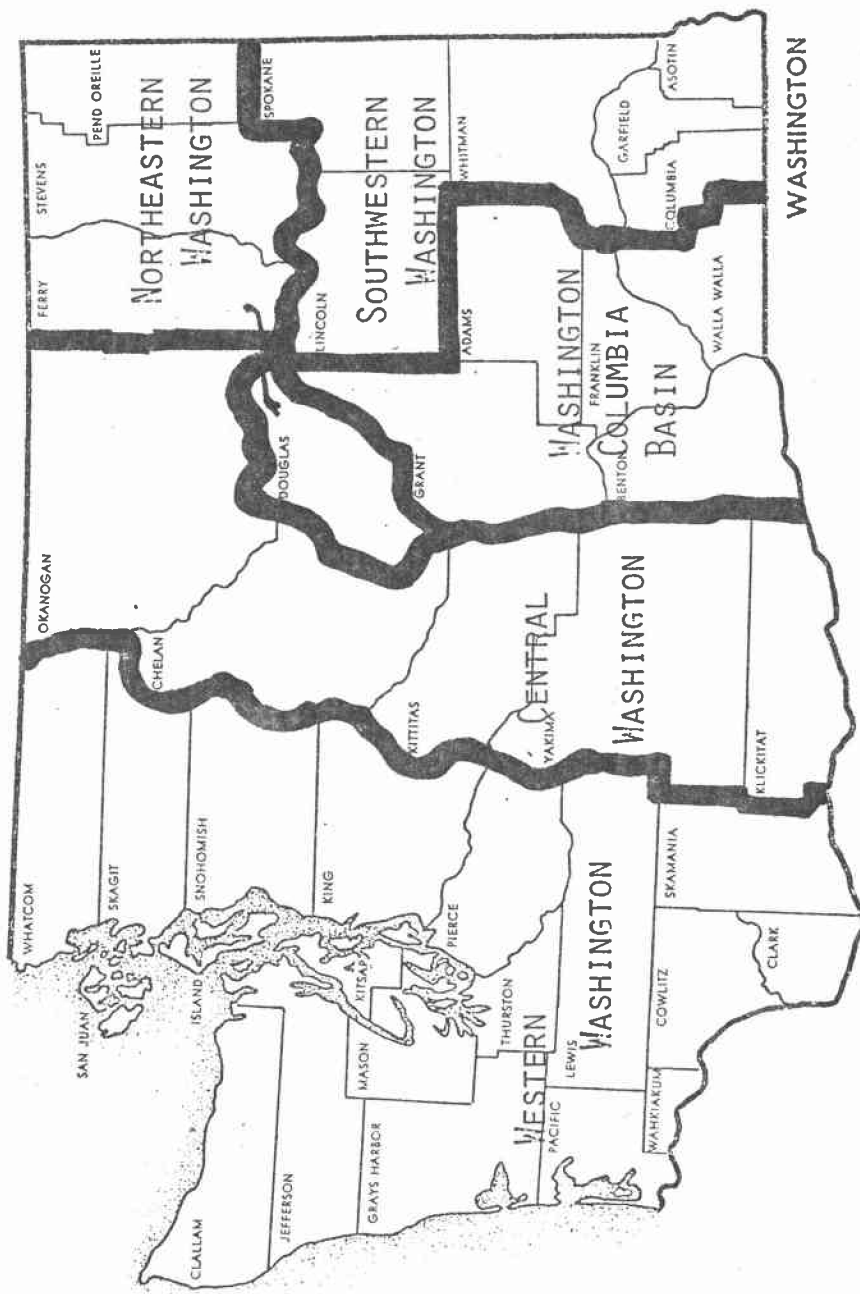 WHATCOM
OKANOGAN
FERRY
STEVENS
PEND OREILLE
SAN JUAN
SKAGIT
ISLAND
SNOHOMISH
CHELAN
DOUGLAS
NORTHEASTERN
WASHINGTON
LINCOLN
SPOKANE
CLALLAM
JEFFERSON
KITSAP
KING
MASON
GRAYS HARBOR
KITTITAS
GRANT
SOUTHWESTERN
WASHINGTON
ADAMS
WHITMAN
PIERCE
THURSTON
WESTERN
WASHINGTON
PACIFIC
LEWIS
YAKIMA
CENTRAL
WASHINGTON
BENTON
WASHINGTON
FRANKLIN
COLUMBIA
BASIN
GARFIELD
COLUMBIA
ASOTIN
WALLA WALLA
WAHKIAKUM
COWLITZ
SKAMANIA
CLARK
KLICKITAT
WASHINGTON